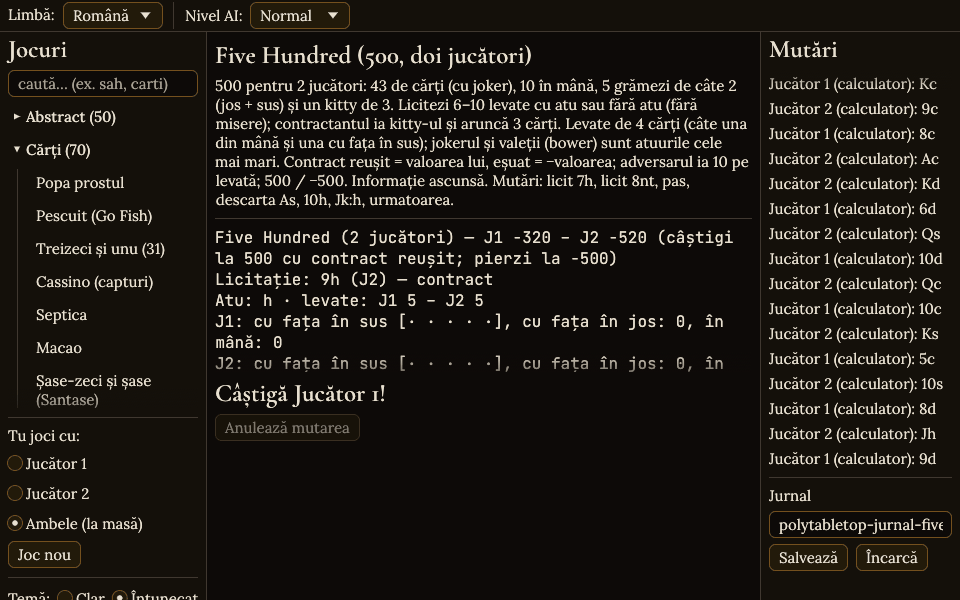 Limbă: Română ▼ Nivel AI: Normal ▼
Jocuri
caută... (ex. sah, carti)
▸ Abstract (50)
▾ Cărți (70)
Popa prostul
Pescuit (Go Fish)
Treizeci și unu (31)
Cassino (capturi)
Septica
Macao
Șase-zeci și șase
(Santase)
Tu joci cu:
Jucător 1
Jucător 2
Ambele (la masă)
Joc nou
Temă: Clar Întunecat
Five Hundred (500, doi jucători)
500 pentru 2 jucători: 43 de cărți (cu joker), 10 în mână, 5 grămezi de câte 2
(jos + sus) și un kitty de 3. Licitezi 6–10 levate cu atu sau fără atu (fără
misere); contractantul ia kitty-ul și aruncă 3 cărți. Levate de 4 cărți (câte una
din mână și una cu fața în sus); jokerul și valeții (bower) sunt atuurile cele
mai mari. Contract reușit = valoarea lui, eșuat = −valoarea; adversarul ia 10 pe
levată; 500 / −500. Informație ascunsă. Mutări: licit 7h, licit 8nt, pas,
descarta As, 10h, Jk:h, urmatoarea.
Five Hundred (2 jucători) — J1 -320 – J2 -520 (câștigi
la 500 cu contract reușit; pierzi la -500)
Licitație: 9h (J2) — contract
Atu: h · levate: J1 5 – J2 5
J1: cu fața în sus [· · · · ·], cu fața în jos: 0, în
mână: 0
J2: cu fața în sus [· · · · ·], cu fața în jos: 0, în
Câștigă Jucător 1!
Anulează mutarea
Mutări
Jucător 1 (calculator): Kc
Jucător 2 (calculator): 9c
Jucător 1 (calculator): 8c
Jucător 2 (calculator): Ac
Jucător 2 (calculator): Kd
Jucător 1 (calculator): 6d
Jucător 2 (calculator): Qs
Jucător 1 (calculator): 10d
Jucător 2 (calculator): Qc
Jucător 1 (calculator): 10c
Jucător 2 (calculator): Ks
Jucător 1 (calculator): 5c
Jucător 2 (calculator): 10s
Jucător 1 (calculator): 8d
Jucător 2 (calculator): Jh
Jucător 1 (calculator): 9d
Jurnal
polytabletop-jurnal-five
Salvează Încarcă